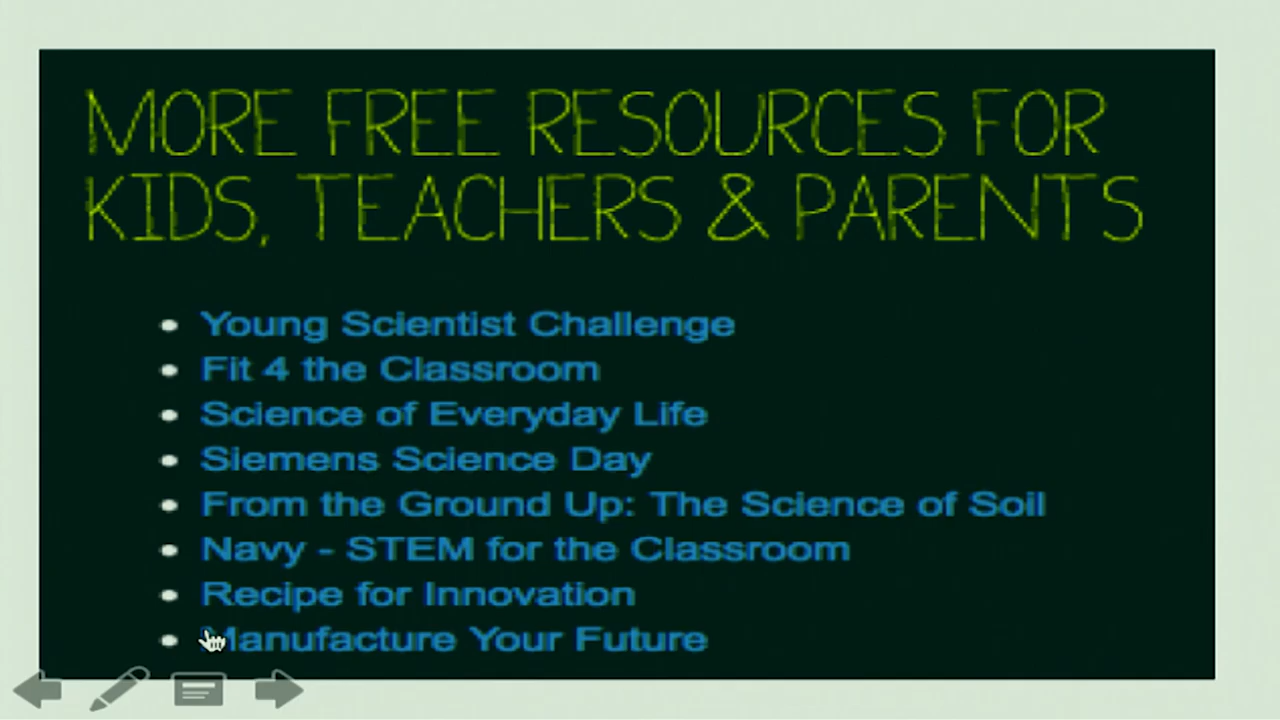 MORE FREE RESOURCES FOR
KIDS, TEACHERS & PARENTS
Young Scientist Challenge
Fit 4 the Classroom
Science of Everyday Life
Siemens Science Day
From the Ground Up: The Science of Soil
Navy - STEM for the Classroom
Recipe for Innovation
Manufacture Your Future